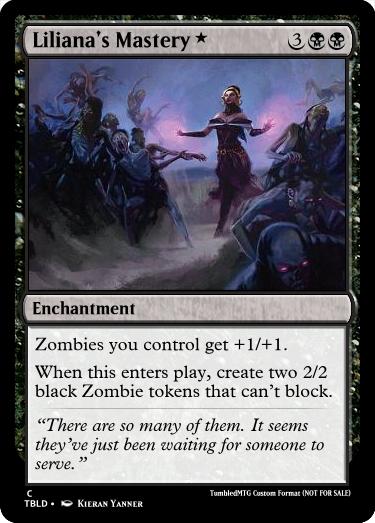 Liliana's Mastery ★ 3
Enchantment
Zombies you control get +1/+1.
When this enters play, create two 2/2
black Zombie tokens that can't block.
"There are so many of them. It seems
they've just been waiting for someone to
serve."
C
TBLD • Kieran Yanner
TumbledMTG Custom Format (NOT FOR SALE)